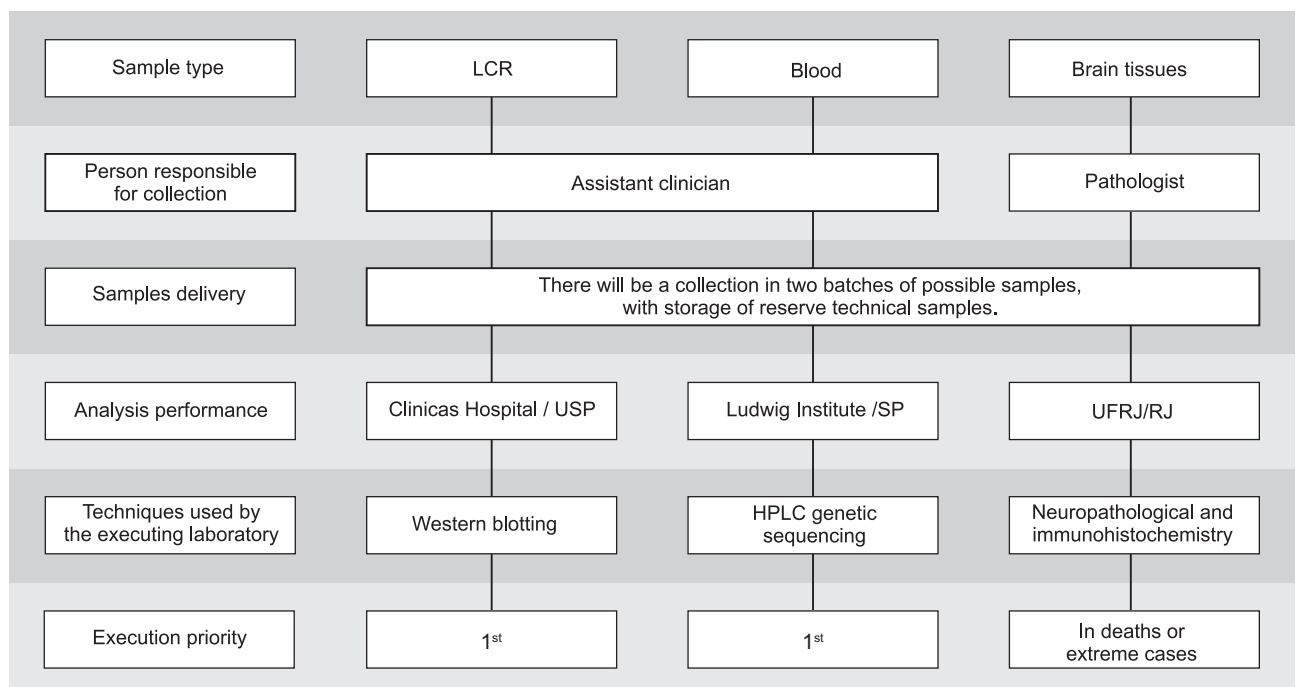 Sample type
LCR
Blood
Brain tissues
Person responsible
for collection
Assistant clinician
Pathologist
Samples delivery
There will be a collection in two batches of possible samples,
with storage of reserve technical samples.
Analysis performance
Clinicas Hospital / USP
Ludwig Institute /SP
UFRJ/RJ
Techniques used by
the executing laboratory
Western blotting
HPLC genetic
sequencing
Neuropathological and
immunohistochemistry
Execution priority
1st
1st
In deaths or
extreme cases